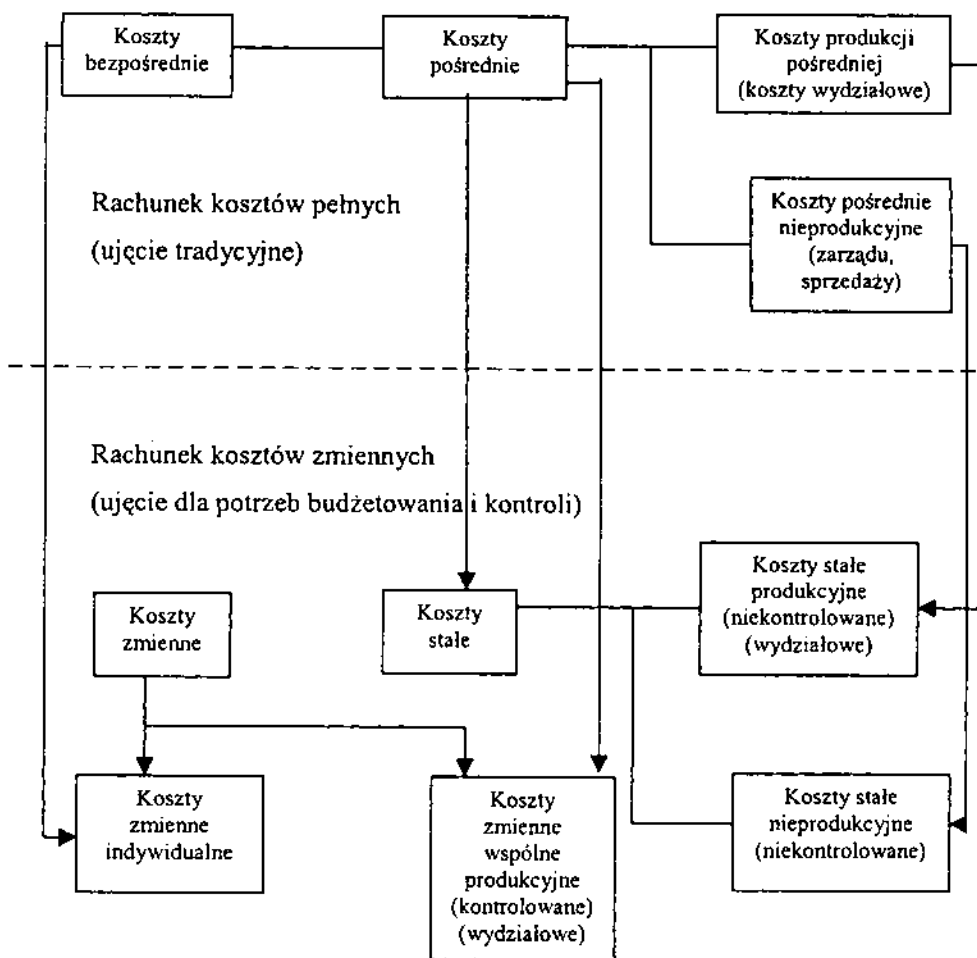 Koszty
bezpośrednie
Koszty
pośrednie
Koszty produkcji
pośredniej
(koszty wydziałowe)
Rachunek kosztów pełnych
(ujęcie tradycyjne)
Koszty pośrednie
nieprodukcyjne
(zarządu,
sprzedaży)
Rachunek kosztów zmiennych
(ujęcie dla potrzeb budżetowania i kontroli)
Koszty
zmienne
Koszty
stałe
Koszty stałe
produkcyjne
(niekontrolowane)
(wydziałowe)
Koszty
zmienne
indywidualne
Koszty
zmienne
wspólne
produkcyjne
(kontrolowane)
(wydziałowe)
Koszty stałe
nieprodukcyjne
(niekontrolowane)